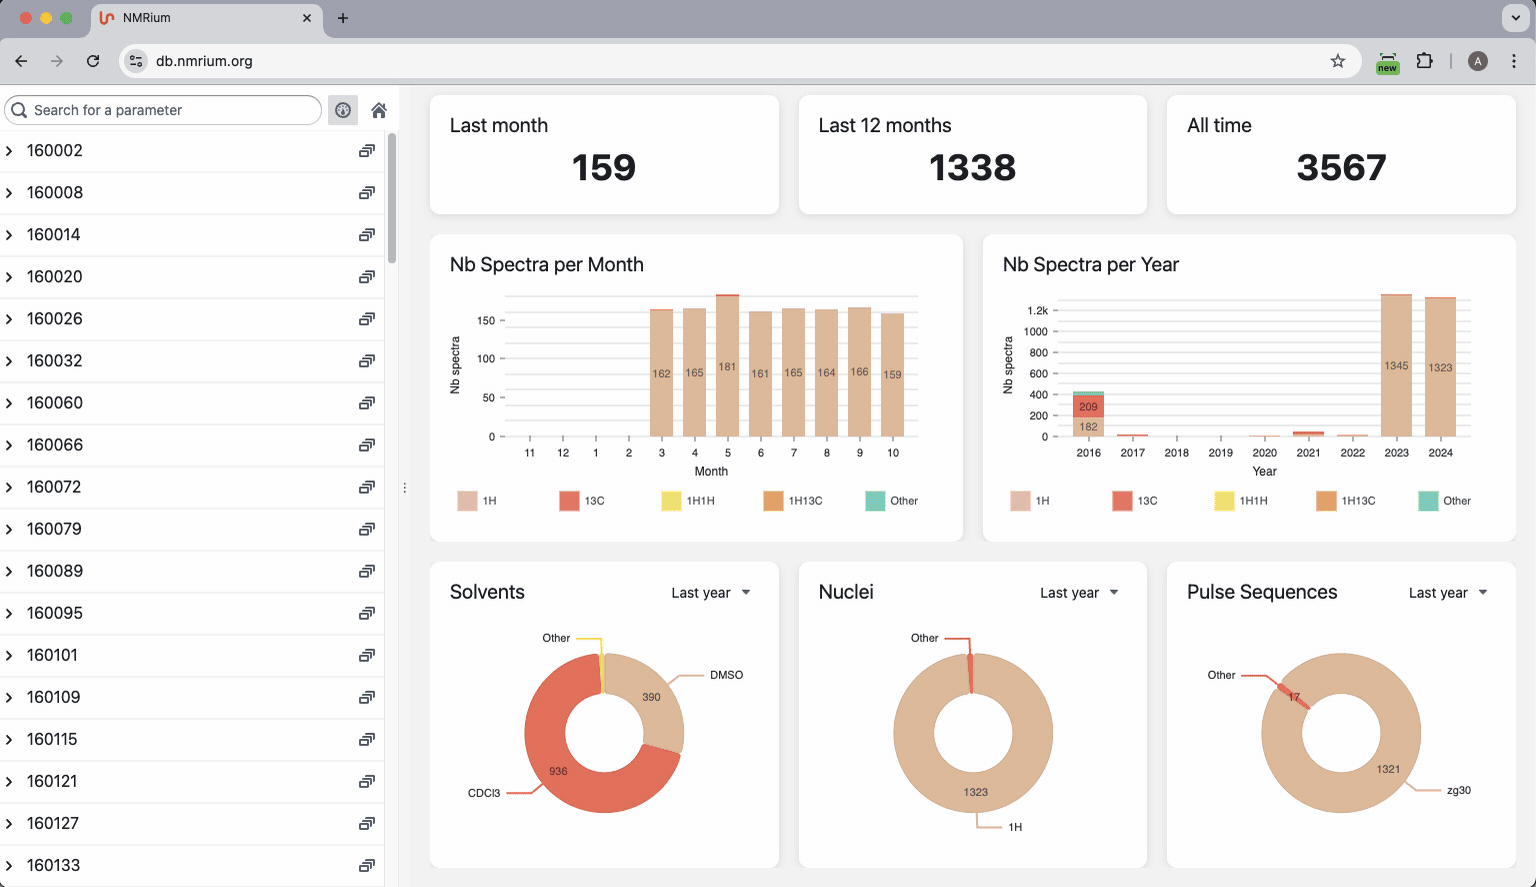 NMRium
db.nmrium.org
new
A
Search for a parameter
160002
160008
160014
160020
160026
160032
160060
160066
160072
160079
160089
160095
160101
160109
160115
160121
160127
160133
Last month
159
Last 12 months
1338
All time
3567
Nb Spectra per Month
Nb spectra
150
100
50
0
162 165 181 161 165 164 166 159
11 12 1 2 3 4 5 6 7 8 9 10
Month
1H 13C 1H1H 1H13C Other
Nb Spectra per Year
Nb spectra
1.2k
1000
800
600
400
200
0
209
182
1345 1323
2016 2017 2018 2019 2020 2021 2022 2023 2024
Year
1H 13C 1H1H 1H13C Other
Solvents Last year
Other
DMSO
390
936
CDCl3
Nuclei Last year
Other
1323
1H
Pulse Sequences Last year
Other
17
1321
zg30